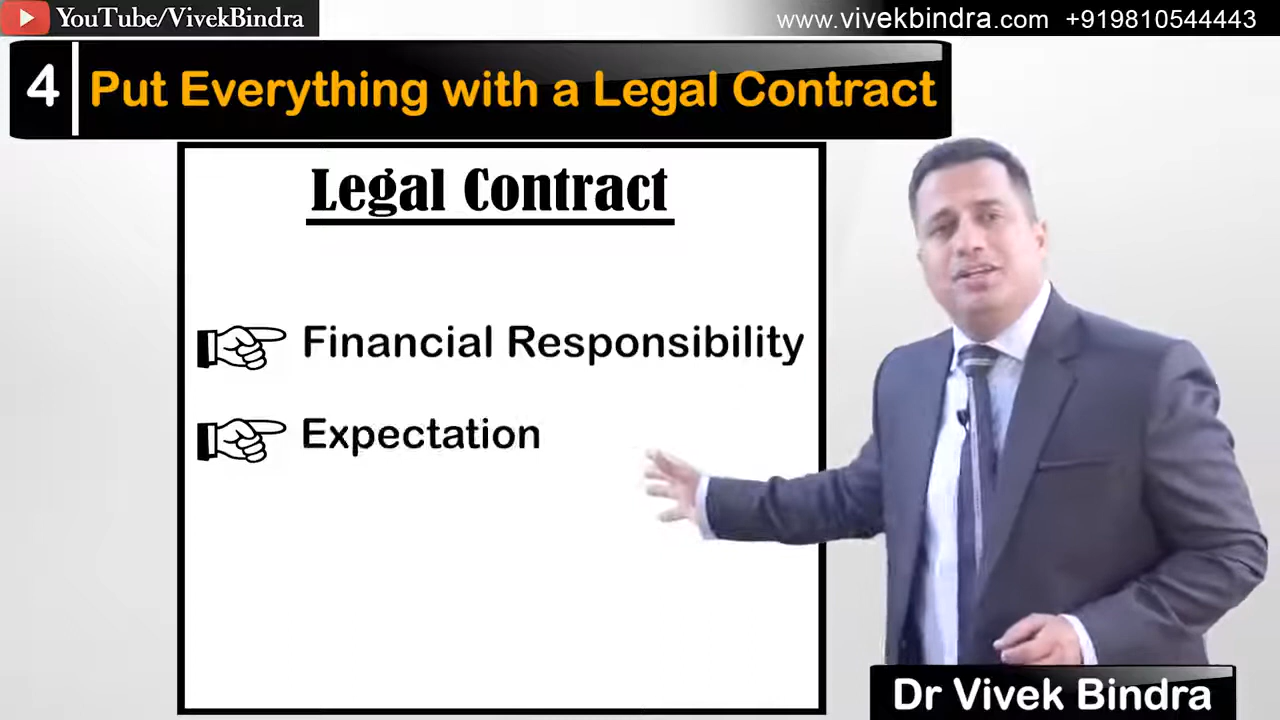 YouTube/VivekBindra
www.vivekbindra.com +919810544443
4 Put Everything with a Legal Contract
Legal Contract
Financial Responsibility
Expectation
Dr Vivek Bindra